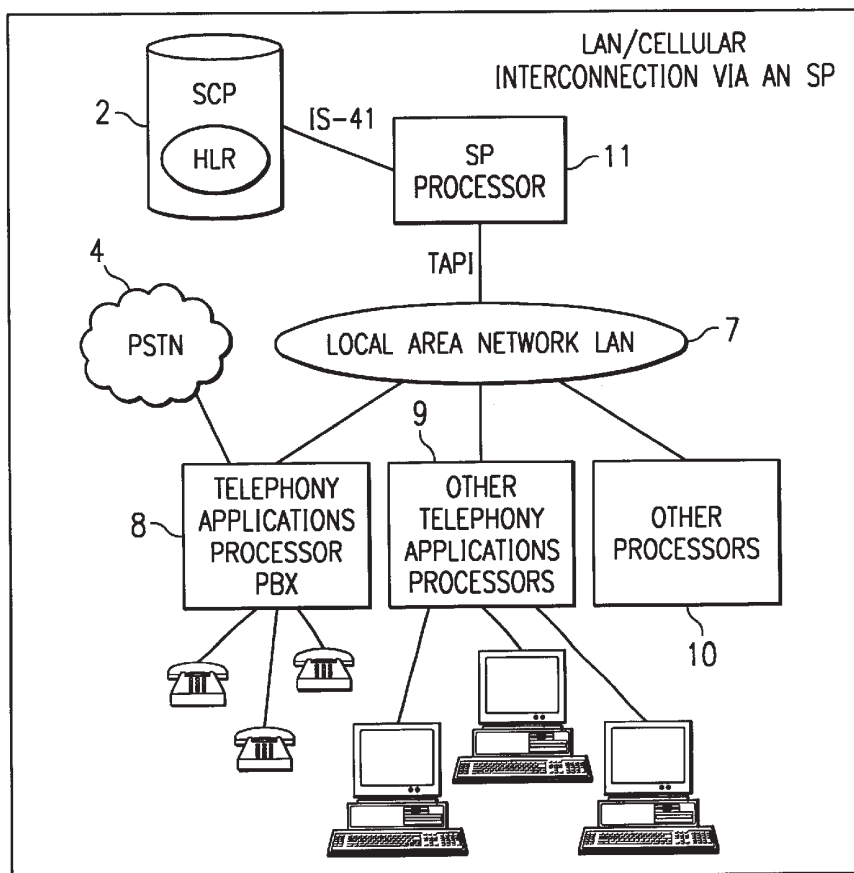 LAN/CELLULAR
INTERCONNECTION VIA AN SP
SCP
2
HLR
IS-41
SP
PROCESSOR
11
TAPI
4
PSTN
LOCAL AREA NETWORK LAN
7
9
TELEPHONY
APPLICATIONS
PROCESSOR
PBX
8
OTHER
TELEPHONY
APPLICATIONS
PROCESSORS
OTHER
PROCESSORS
10